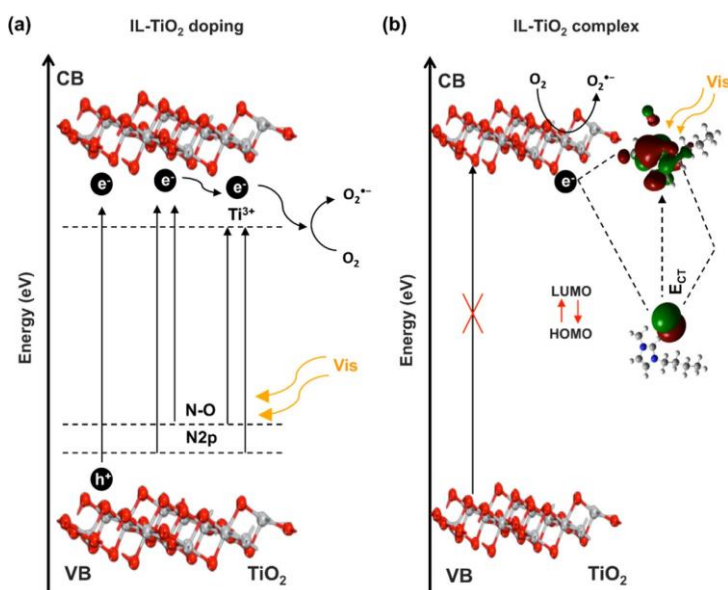 (a)
IL-TiO₂ doping
CB
e⁻ e⁻ e⁻
Ti³⁺
O₂•⁻
O₂
Energy (eV)
Vis
N-O
N2p
h⁺
VB
TiO₂
(b)
IL-TiO₂ complex
CB
O₂
O₂•⁻
Vis
e⁻
E_CT
LUMO
HOMO
Energy (eV)
VB
TiO₂